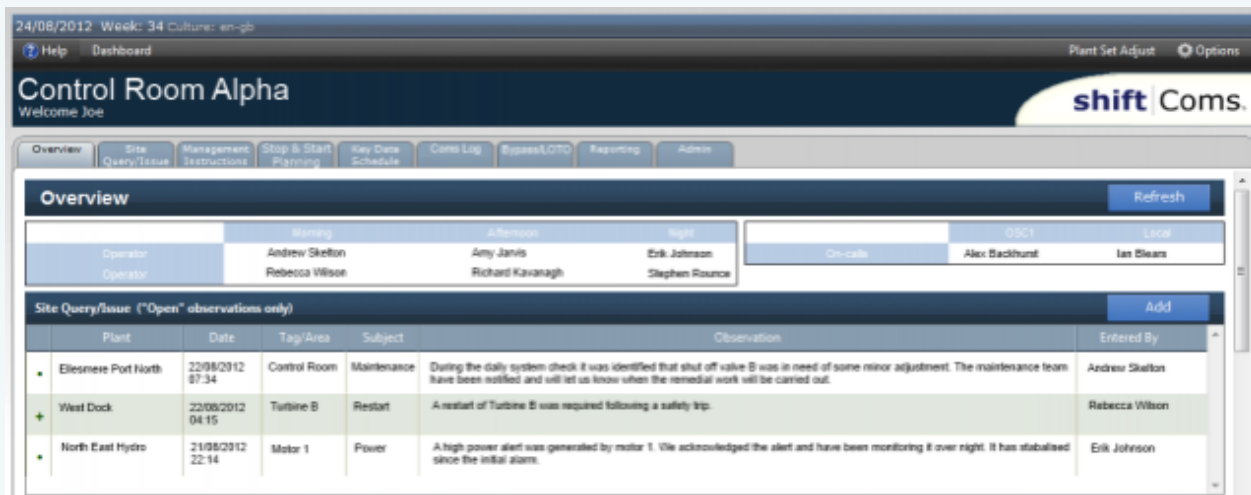 24/08/2012 Week: 34 Culture: en-gb
Help Dashboard Plant Set Adjust Options
Control Room Alpha
Welcome Joe
shift Coms.
Overview Site Query/Issue Management Instructions Stop & Start Planning Key Date Schedule Coms Log Bypass/LOTO Reporting Admin
Overview Refresh
Morning Afternoon Night OSC1 Local
Operator Andrew Skelton Amy Jarvis Erik Johnson On-calls Alex Backhurst Ian Blears
Operator Rebecca Wilson Richard Kavanagh Stephen Rounce
Site Query/Issue ("Open" observations only) Add
Plant Date Tag/Area Subject Observation Entered By
Ellesmere Port North 22/08/2012 07:34 Control Room Maintenance During the daily system check it was identified that shut off valve B was in need of some minor adjustment. The maintenance team Andrew Skelton
have been notified and will let us know when the remedial work will be carried out.
West Dock 22/08/2012 04:15 Turbine B Restart A restart of Turbine B was required following a safety trip. Rebecca Wilson
North East Hydro 21/08/2012 22:14 Motor 1 Power A high power alert was generated by motor 1. We acknowledged the alert and have been monitoring it over night. It has stabalised Erik Johnson
since the initial alarm.